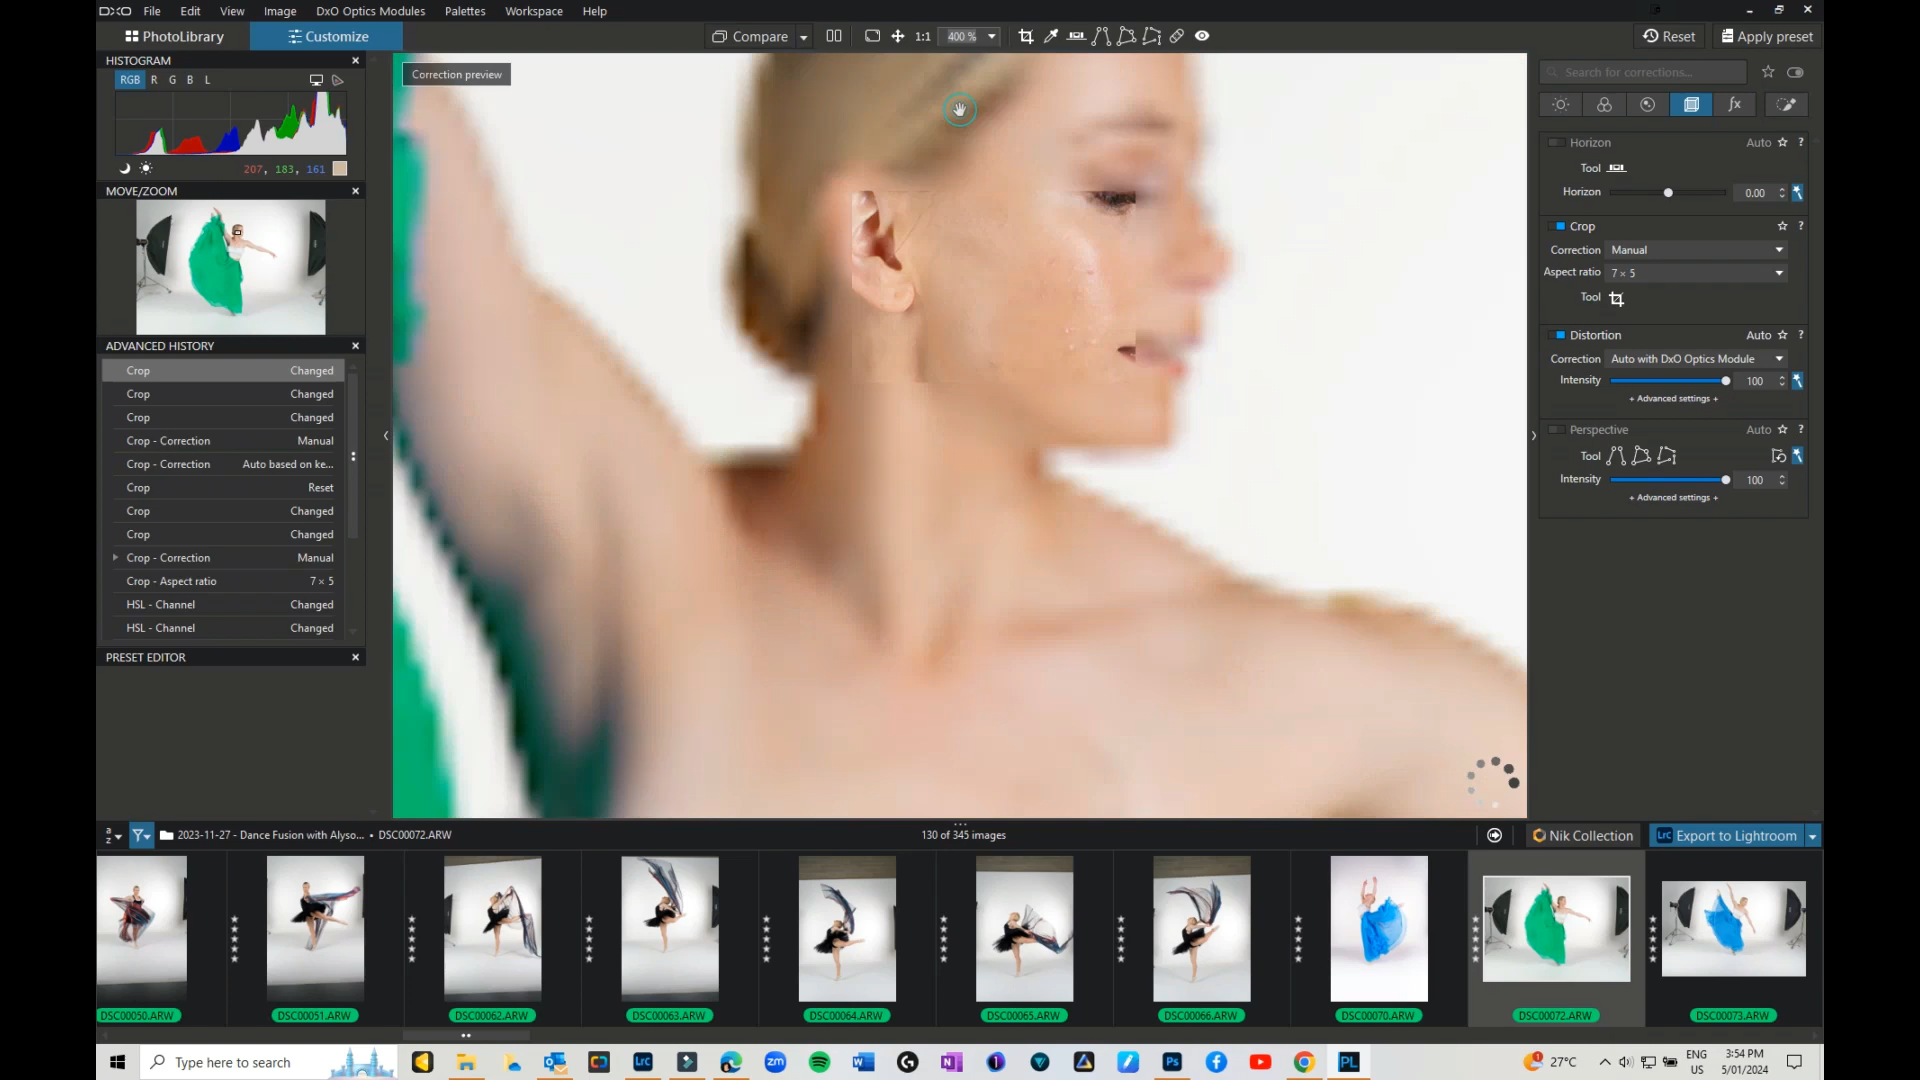 DXO File Edit View Image DxO Optics Modules Palettes Workspace Help
PhotoLibrary Customize Compare 1:1 400 % Reset Apply preset
HISTOGRAM
RGB R G B L
207, 183, 161
MOVE/ZOOM
ADVANCED HISTORY
Crop Changed
Crop Changed
Crop Changed
Crop - Correction Manual
Crop - Correction Auto based on ke...
Crop Reset
Crop Changed
Crop Changed
Crop - Correction Manual
Crop - Aspect ratio 7 × 5
HSL - Channel Changed
HSL - Channel Changed
PRESET EDITOR
Correction preview
Search for corrections...
fx
Horizon Auto ?
Tool
Horizon 0.00
Crop ?
Correction Manual
Aspect ratio 7 × 5
Tool
Distortion Auto ?
Correction Auto with DxO Optics Module
Intensity 100
+ Advanced settings +
Perspective Auto ?
Tool
Intensity 100
+ Advanced settings +
a z 2023-11-27 - Dance Fusion with Alyso... • DSC00072.ARW 130 of 345 images Nik Collection LrC Export to Lightroom
DSC00050.ARW DSC00051.ARW DSC00062.ARW DSC00063.ARW DSC00064.ARW DSC00065.ARW DSC00066.ARW DSC00070.ARW DSC00072.ARW DSC00073.ARW
Type here to search LrC zm W N Ps PL 1 27°C ENG US 3:54 PM 5/01/2024